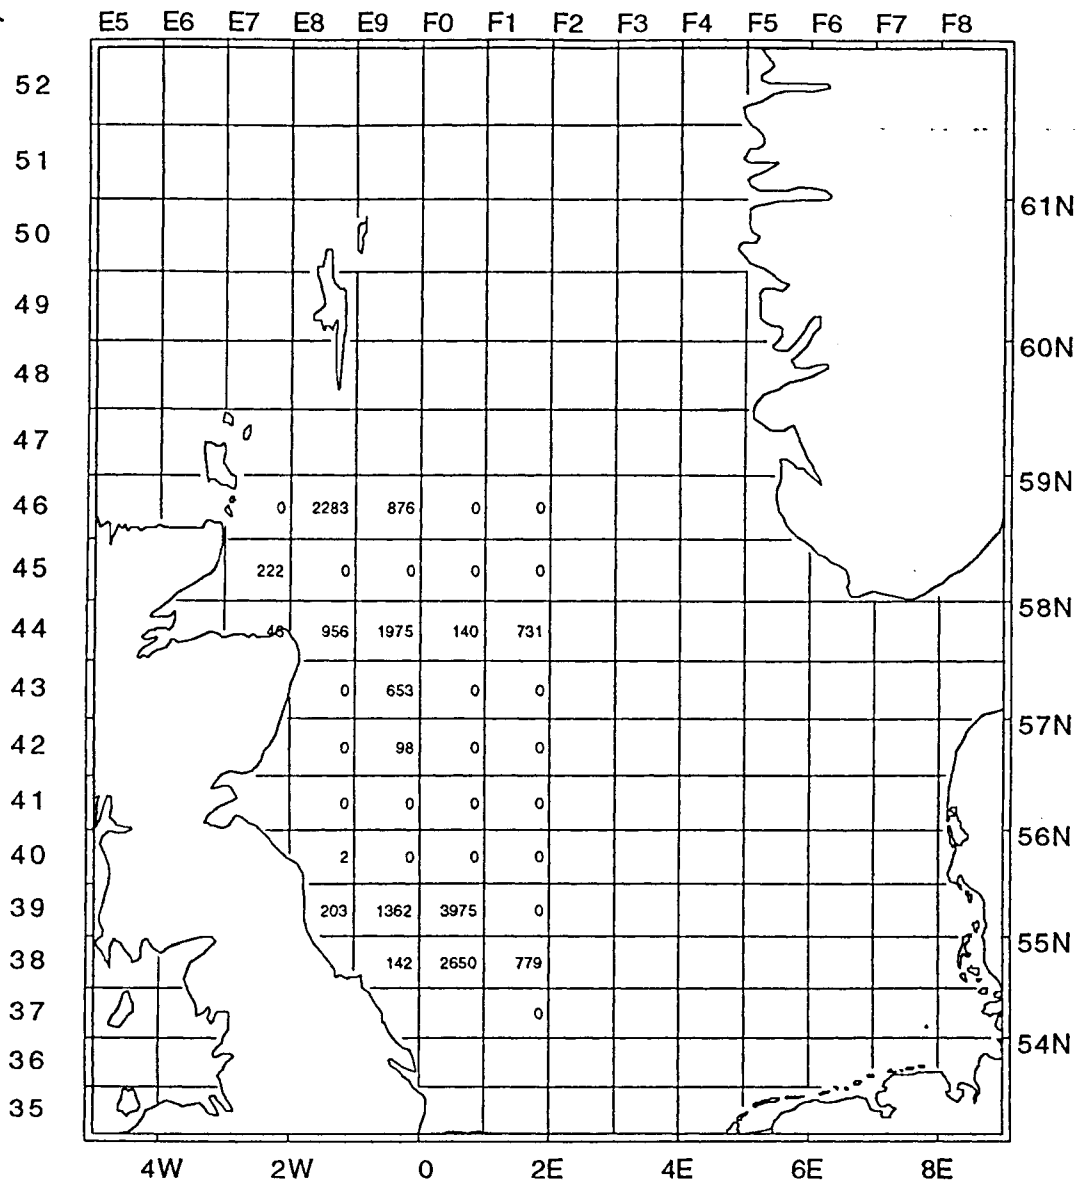 E5 E6 E7 E8 E9 F0 F1 F2 F3 F4 F5 F6 F7 F8
52
51
61N
50
49
60N
48
47
59N
46 0 2283 876 0 0
45 222 0 0 0 0
58N
44 46 956 1975 140 731
43 0 653 0 0
57N
42 0 98 0 0
41 0 0 0 0
56N
40 2 0 0 0
39 203 1362 3975 0
55N
38 142 2650 779
37 0
54N
36
35
4W 2W 0 2E 4E 6E 8E